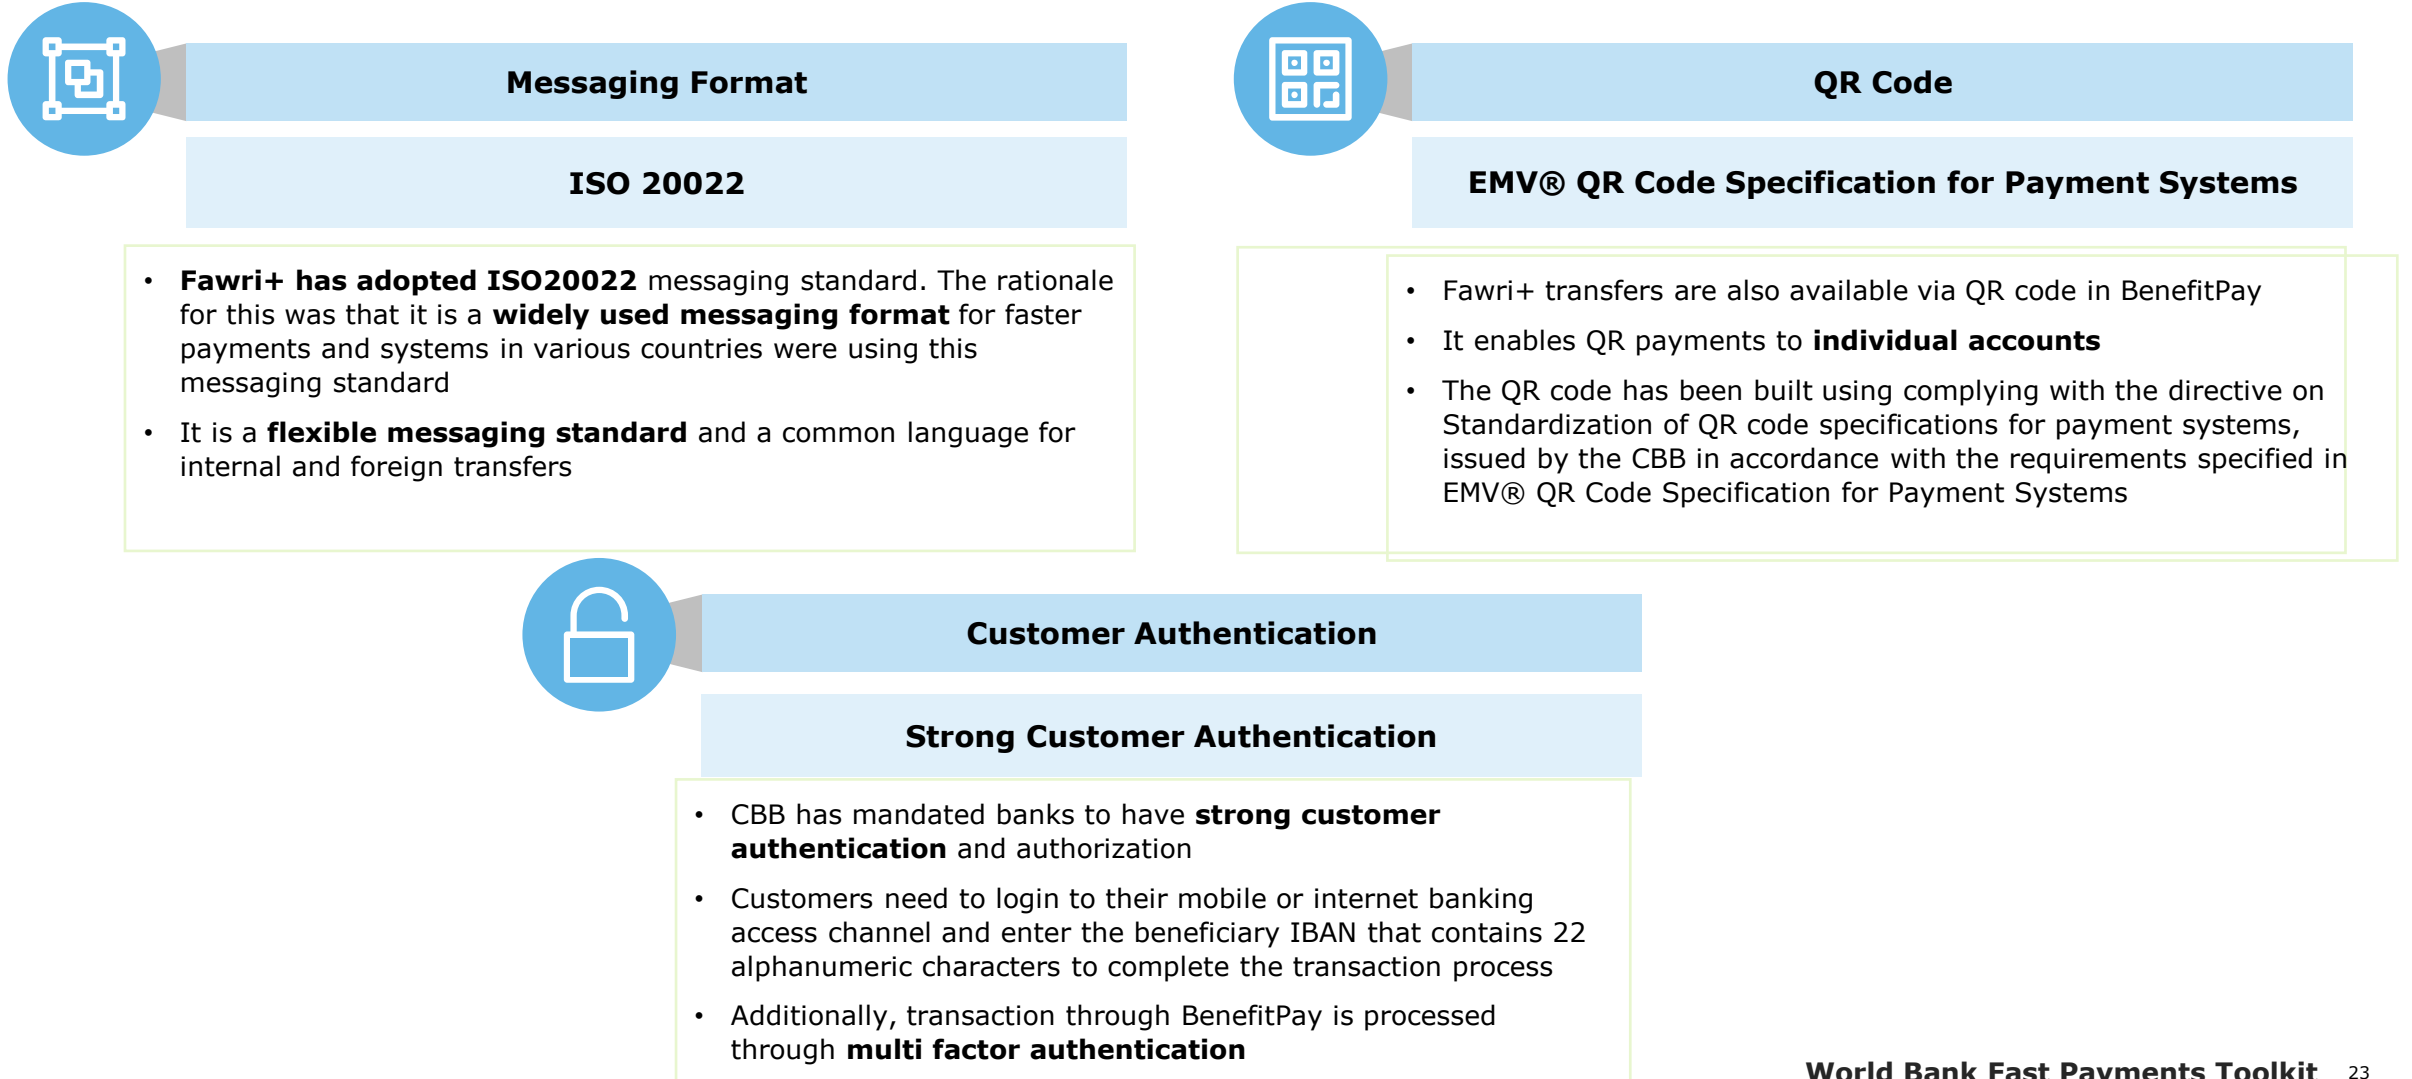 Messaging Format
ISO 20022
• Fawri+ has adopted ISO20022 messaging standard. The rationale
for this was that it is a widely used messaging format for faster
payments and systems in various countries were using this
messaging standard
• It is a flexible messaging standard and a common language for
internal and foreign transfers
QR Code
EMV® QR Code Specification for Payment Systems
• Fawri+ transfers are also available via QR code in BenefitPay
• It enables QR payments to individual accounts
• The QR code has been built using complying with the directive on
Standardization of QR code specifications for payment systems,
issued by the CBB in accordance with the requirements specified in
EMV® QR Code Specification for Payment Systems
Customer Authentication
Strong Customer Authentication
• CBB has mandated banks to have strong customer
authentication and authorization
• Customers need to login to their mobile or internet banking
access channel and enter the beneficiary IBAN that contains 22
alphanumeric characters to complete the transaction process
• Additionally, transaction through BenefitPay is processed
through multi factor authentication
World Bank Fast Payments Toolkit 23